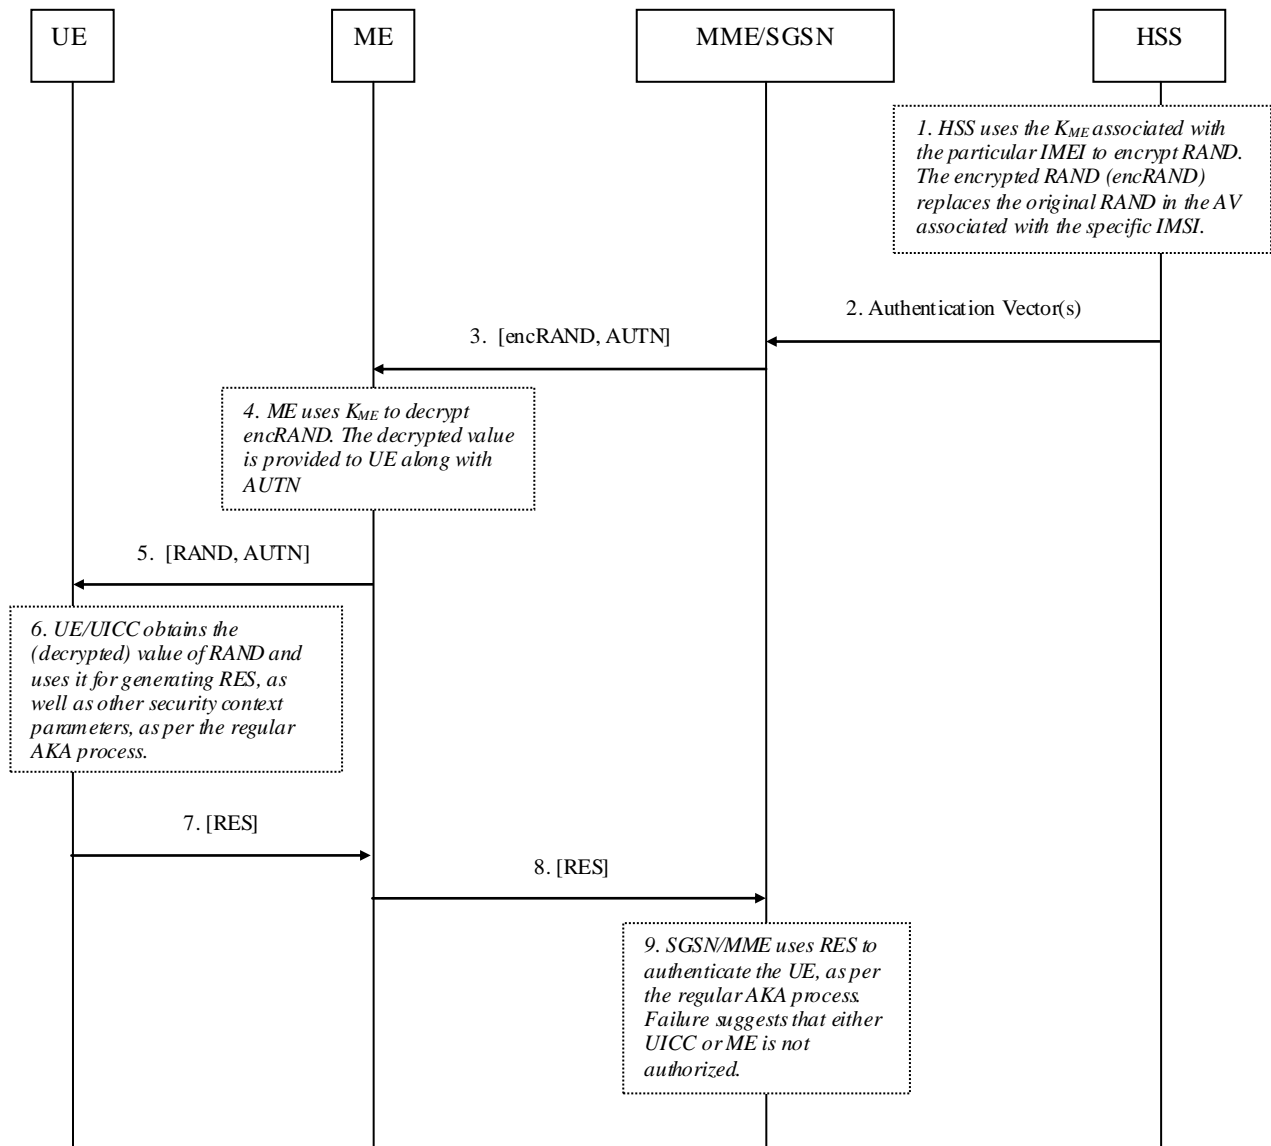 UE
ME
MME/SGSN
HSS
1. HSS uses the KME associated with
the particular IMEI to encrypt RAND.
The encrypted RAND (encRAND)
replaces the original RAND in the AV
associated with the specific IMSI.
2. Authentication Vector(s)
3. [encRAND, AUTN]
4. ME uses KME to decrypt
encRAND. The decrypted value
is provided to UE along with
AUTN
5. [RAND, AUTN]
6. UE/UICC obtains the
(decrypted) value of RAND and
uses it for generating RES, as
well as other security context
parameters, as per the regular
AKA process.
7. [RES]
8. [RES]
9. SGSN/MME uses RES to
authenticate the UE, as per
the regular AKA process.
Failure suggests that either
UICC or ME is not
authorized.